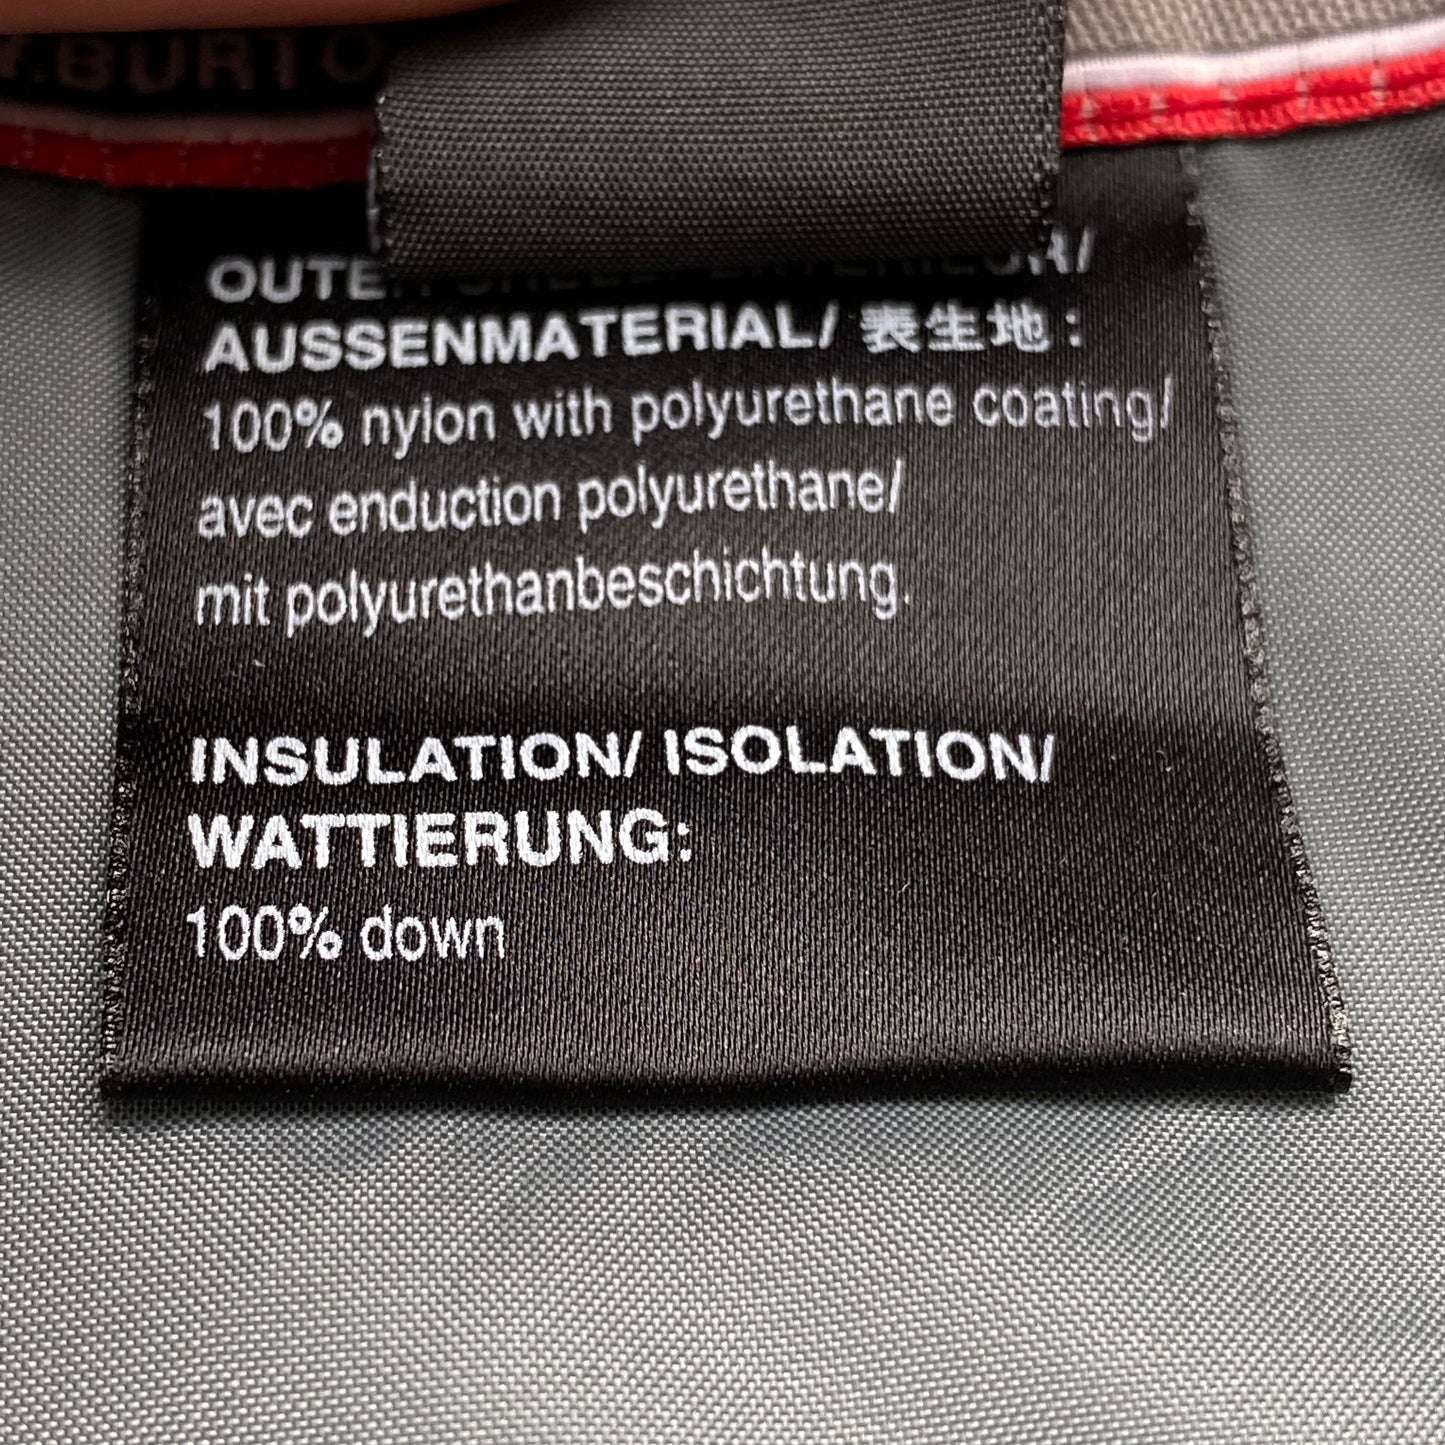 AUSSENMATERIAL/ 表生地 :
100% nylon with polyurethane coating/
avec enduction polyurethane/
mit polyurethanbeschichtung.
INSULATION/ ISOLATION/
WATTIERUNG:
100% down